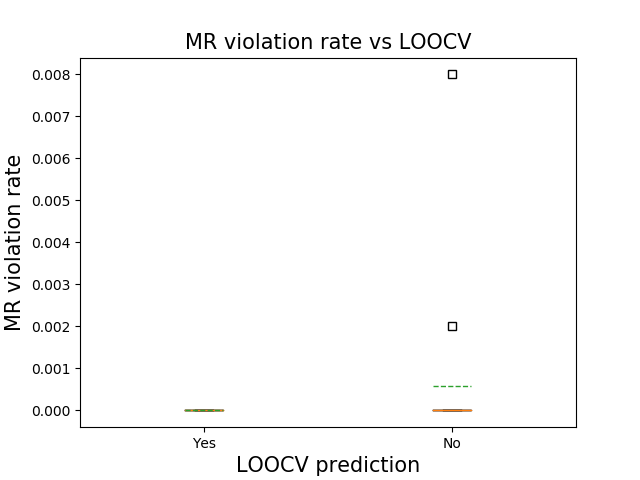 MR violation rate vs LOOCV
MR violation rate
0.008
0.007
0.006
0.005
0.004
0.003
0.002
0.001
0.000
Yes
No
LOOCV prediction